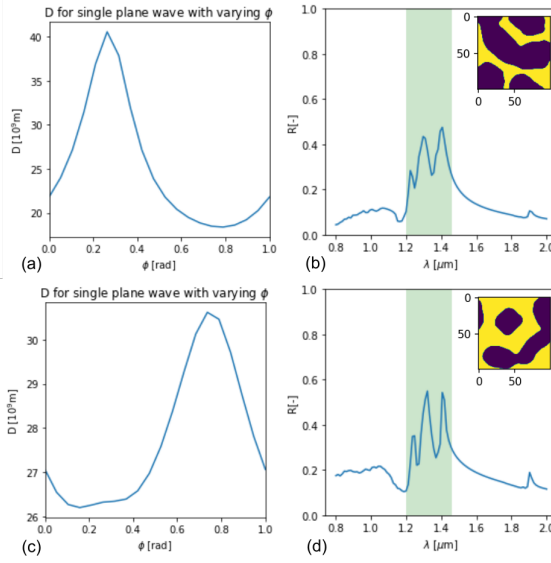 D for single plane wave with varying ϕ
D [10⁹m]
40
35
30
25
20
0.0 0.2 0.4 0.6 0.8 1.0
ϕ [rad]
(a)
R[-]
1.0
0.8
0.6
0.4
0.2
0.0
0.8 1.0 1.2 1.4 1.6 1.8 2.0
λ [μm]
0
50
0 50
(b)
D for single plane wave with varying ϕ
D [10⁹m]
30
29
28
27
26
0.0 0.2 0.4 0.6 0.8 1.0
ϕ [rad]
(c)
R[-]
1.0
0.8
0.6
0.4
0.2
0.0
0.8 1.0 1.2 1.4 1.6 1.8 2.0
λ [μm]
0
50
0 50
(d)